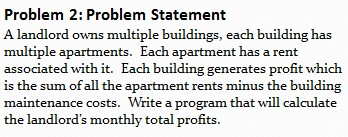 Problem 2: Problem Statement
A landlord owns multiple buildings, each building has
multiple apartments.  Each apartment has a rent
associated with it.  Each building generates profit which
is the sum of all the apartment rents minus the building
maintenance costs.  Write a program that will calculate
the landlord's monthly total profits.